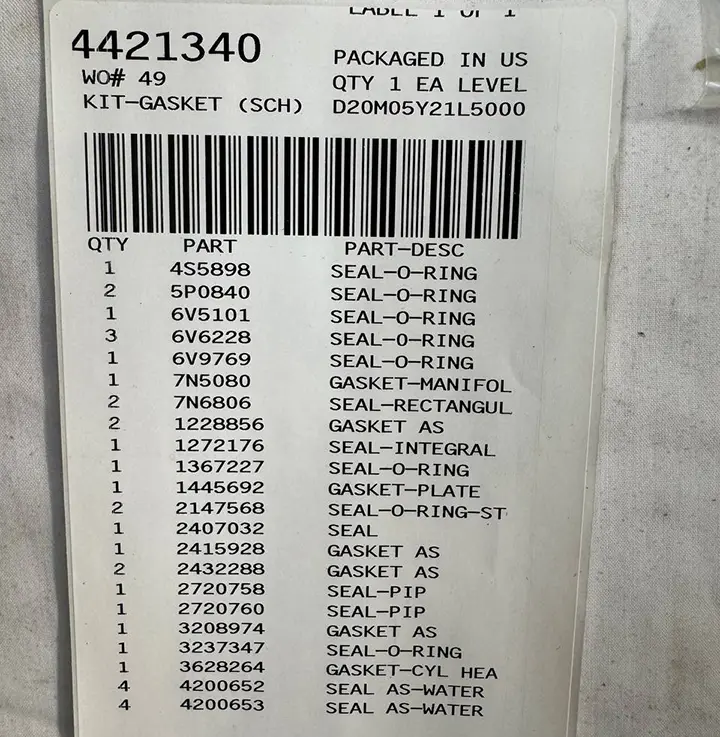 LABEL 1 OF 1
4421340
PACKAGED IN US
WO# 49
QTY 1 EA LEVEL
KIT-GASKET (SCH) D20M05Y21L5000
QTY PART PART-DESC
1 4S5898 SEAL-O-RING
2 5P0840 SEAL-O-RING
1 6V5101 SEAL-O-RING
3 6V6228 SEAL-O-RING
1 6V9769 SEAL-O-RING
1 7N5080 GASKET-MANIFOL
2 7N6806 SEAL-RECTANGUL
2 1228856 GASKET AS
1 1272176 SEAL-INTEGRAL
1 1367227 SEAL-O-RING
1 1445692 GASKET-PLATE
2 2147568 SEAL-O-RING-ST
1 2407032 SEAL
1 2415928 GASKET AS
2 2432288 GASKET AS
1 2720758 SEAL-PIP
1 2720760 SEAL-PIP
1 3208974 GASKET AS
1 3237347 SEAL-O-RING
1 3628264 GASKET-CYL HEA
4 4200652 SEAL AS-WATER
4 4200653 SEAL AS-WATER